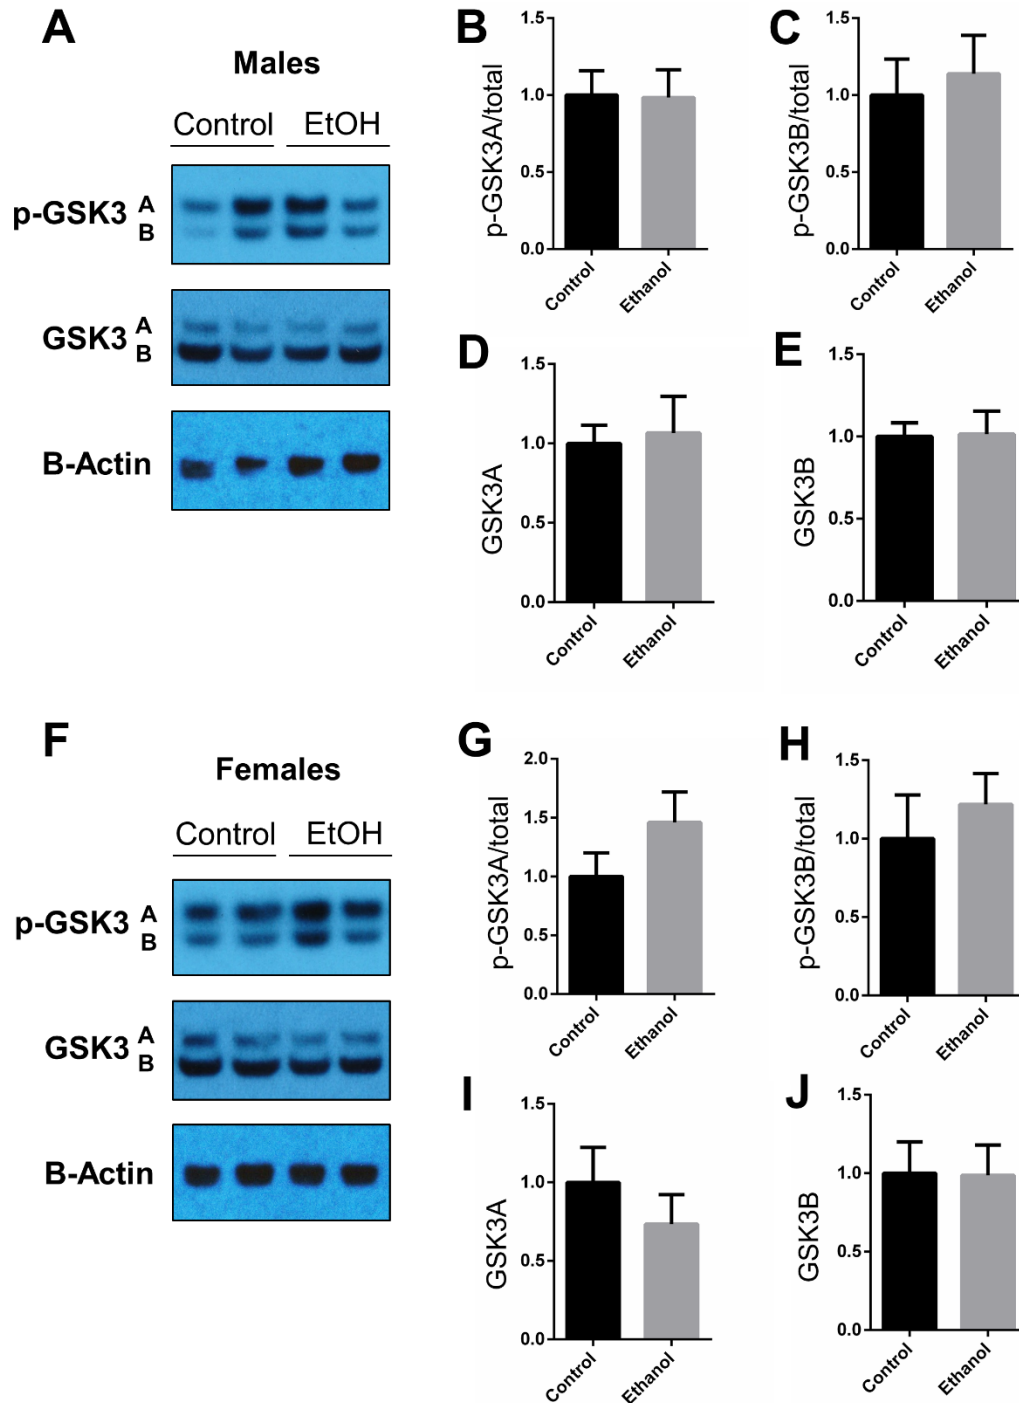 A
Males
Control EtOH
p-GSK3 A
B
GSK3 A
B
B-Actin
B
p-GSK3A/total
1.5
1.0
0.5
0.0
Control
Ethanol
C
p-GSK3B/total
1.5
1.0
0.5
0.0
Control
Ethanol
D
GSK3A
1.5
1.0
0.5
0.0
Control
Ethanol
E
GSK3B
1.5
1.0
0.5
0.0
Control
Ethanol
F
Females
Control EtOH
p-GSK3 A
B
GSK3 A
B
B-Actin
G
p-GSK3A/total
2.0
1.5
1.0
0.5
0.0
Control
Ethanol
H
p-GSK3B/total
1.5
1.0
0.5
0.0
Control
Ethanol
I
GSK3A
1.5
1.0
0.5
0.0
Control
Ethanol
J
GSK3B
1.5
1.0
0.5
0.0
Control
Ethanol